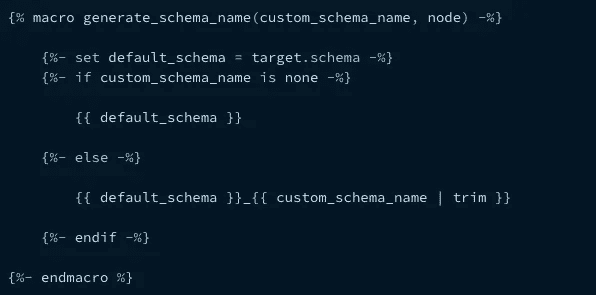 {% macro generate_schema_name(custom_schema_name, node) -%}
{%- set default_schema = target.schema -%}
{%- if custom_schema_name is none -%}
{{ default_schema }}
{%- else -%}
{{ default_schema }}_{{ custom_schema_name | trim }}
{%- endif -%}
{%- endmacro %}